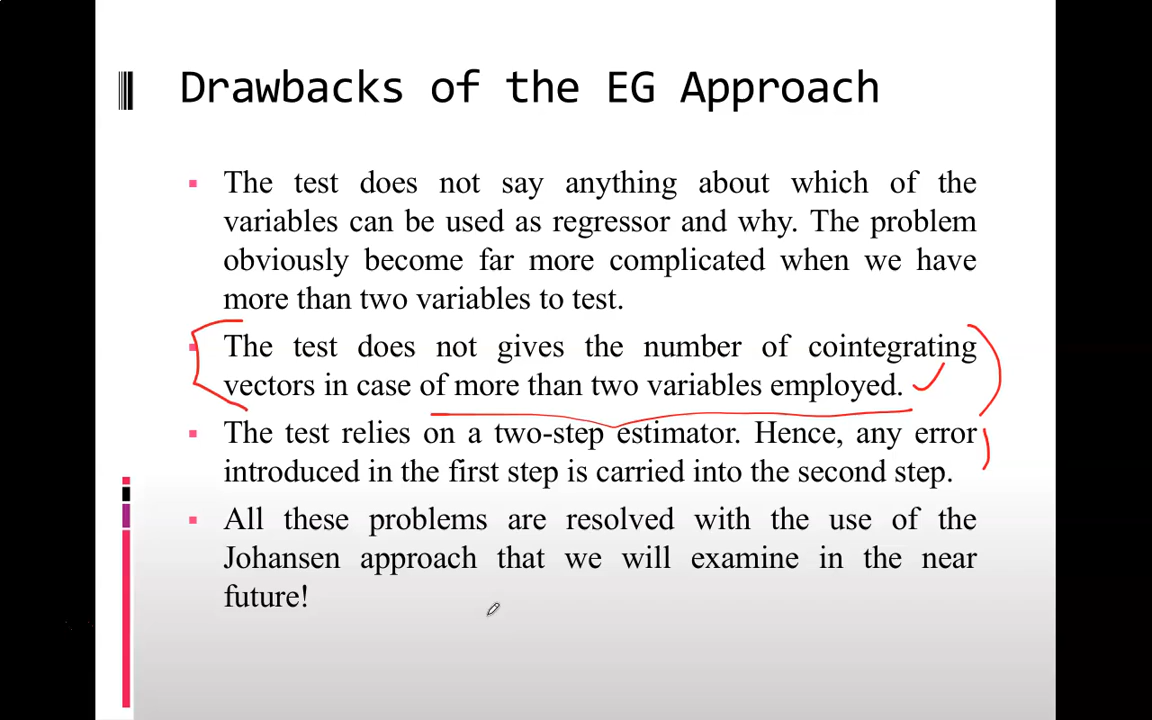 Drawbacks of the EG Approach
The test does not say anything about which of the
variables can be used as regressor and why. The problem
obviously become far more complicated when we have
more than two variables to test.
The test does not gives the number of cointegrating
vectors in case of more than two variables employed.
The test relies on a two-step estimator. Hence, any error
introduced in the first step is carried into the second step.
All these problems are resolved with the use of the
Johansen approach that we will examine in the near
future!